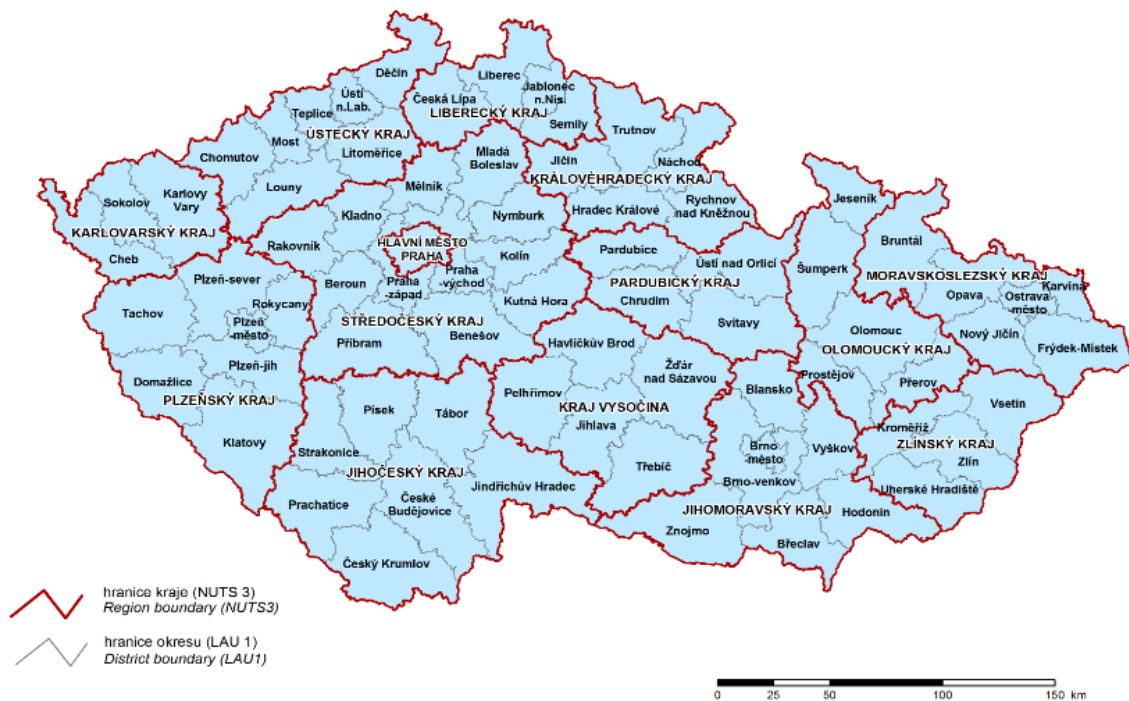 Děčín
Liberec
Ústí
n.Lab.
Česká Lípa
Jablonec
n.Nis.
LIBERECKÝ KRAJ
Teplice
ÚSTECKÝ KRAJ
Semily
Most
Litoměřice
Trutnov
Chomutov
Mladá
Boleslav
Jičín
Náchod
KRÁLOVÉHRADECKÝ KRAJ
Louny
Mělník
Karlovy
Vary
Sokolov
Jeseník
Rychnov
nad Kněžnou
Hradec Králové
Kladno
Nymburk
KARLOVARSKÝ KRAJ
Rakovník
HLAVNÍ MĚSTO
PRAHA
Bruntál
Cheb
Kolín
Pardubice
Ústí nad Orlicí
Šumperk
Plzeň-sever
Beroun
Praha
-západ
Praha
-východ
PARDUBICKÝ KRAJ
MORAVSKOSLEZSKÝ KRAJ
Karviná
Opava
Ostrava
-město
Rokycany
Kutná Hora
Chrudim
Tachov
Plzeň
-město
STŘEDOČESKÝ KRAJ
Svitavy
Olomouc
Nový Jičín
Příbram
Benešov
Havlíčkův Brod
OLOMOUCKÝ KRAJ
Frýdek-Místek
Plzeň-jih
Žďár
nad Sázavou
Prostějov
Přerov
Domažlice
Blansko
PLZEŇSKÝ KRAJ
Pelhřimov
KRAJ VYSOČINA
Vsetín
Písek
Tábor
Jihlava
Kroměříž
ZLÍNSKÝ KRAJ
Klatovy
Strakonice
Brno-
město
Vyškov
Zlín
JIHOČESKÝ KRAJ
Třebíč
Jindřichův Hradec
Brno-venkov
Uherské Hradiště
Prachatice
České
Budějovice
JIHOMORAVSKÝ KRAJ
Hodonín
Znojmo
Břeclav
Český Krumlov
hranice kraje (NUTS 3)
Region boundary (NUTS3)
hranice okresu (LAU 1)
District boundary (LAU1)
0 25 50 100 150 km